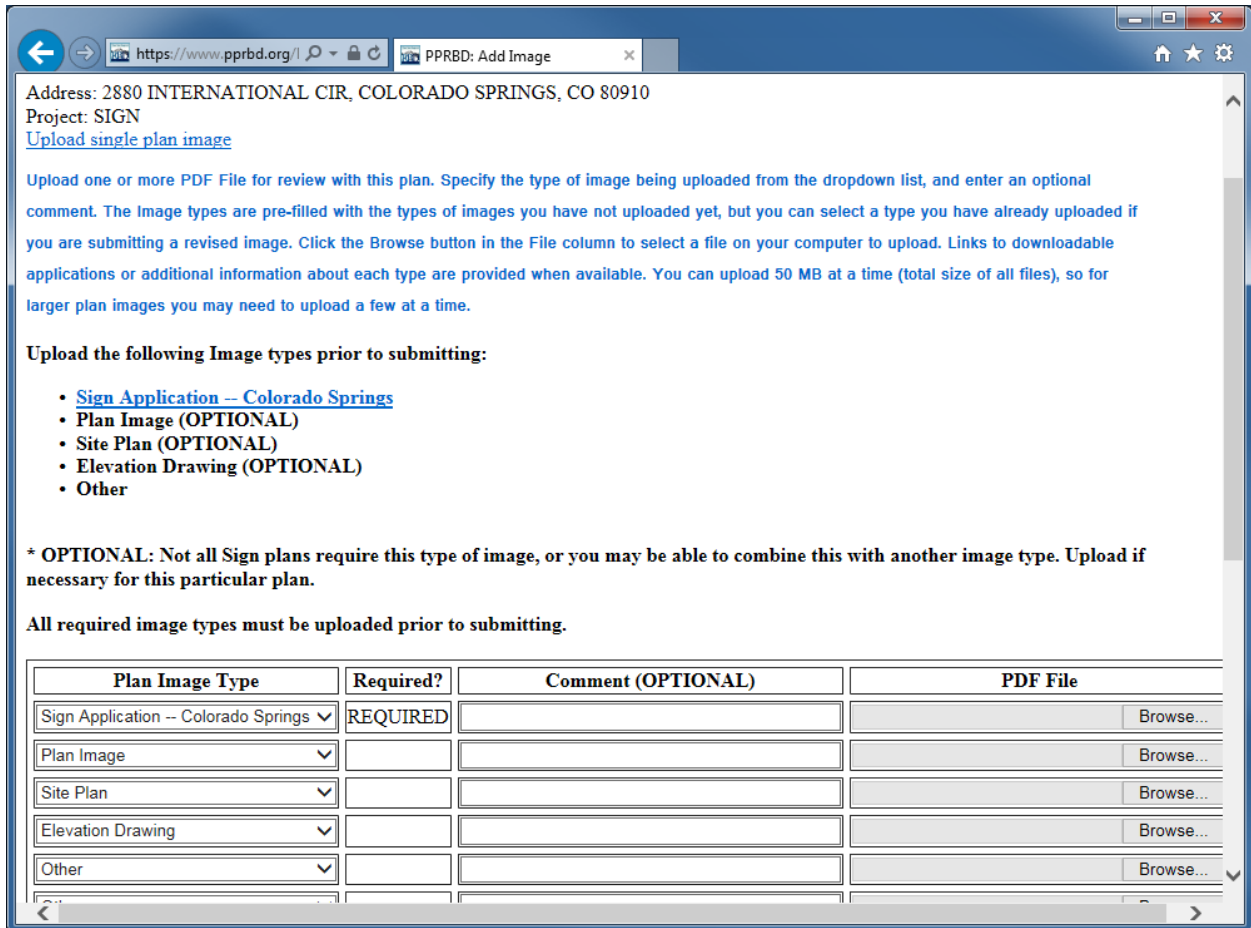 https://www.pprbd.org/
PPRBD: Add Image
Address: 2880 INTERNATIONAL CIR, COLORADO SPRINGS, CO 80910
Project: SIGN
Upload single plan image
Upload one or more PDF File for review with this plan. Specify the type of image being uploaded from the dropdown list, and enter an optional
comment. The Image types are pre-filled with the types of images you have not uploaded yet, but you can select a type you have already uploaded if
you are submitting a revised image. Click the Browse button in the File column to select a file on your computer to upload. Links to downloadable
applications or additional information about each type are provided when available. You can upload 50 MB at a time (total size of all files), so for
larger plan images you may need to upload a few at a time.
Upload the following Image types prior to submitting:
• Sign Application -- Colorado Springs
• Plan Image (OPTIONAL)
• Site Plan (OPTIONAL)
• Elevation Drawing (OPTIONAL)
• Other
* OPTIONAL: Not all Sign plans require this type of image, or you may be able to combine this with another image type. Upload if
necessary for this particular plan.
All required image types must be uploaded prior to submitting.
Plan Image Type Required? Comment (OPTIONAL) PDF File
Sign Application -- Colorado Springs REQUIRED Browse...
Plan Image Browse...
Site Plan Browse...
Elevation Drawing Browse...
Other Browse...